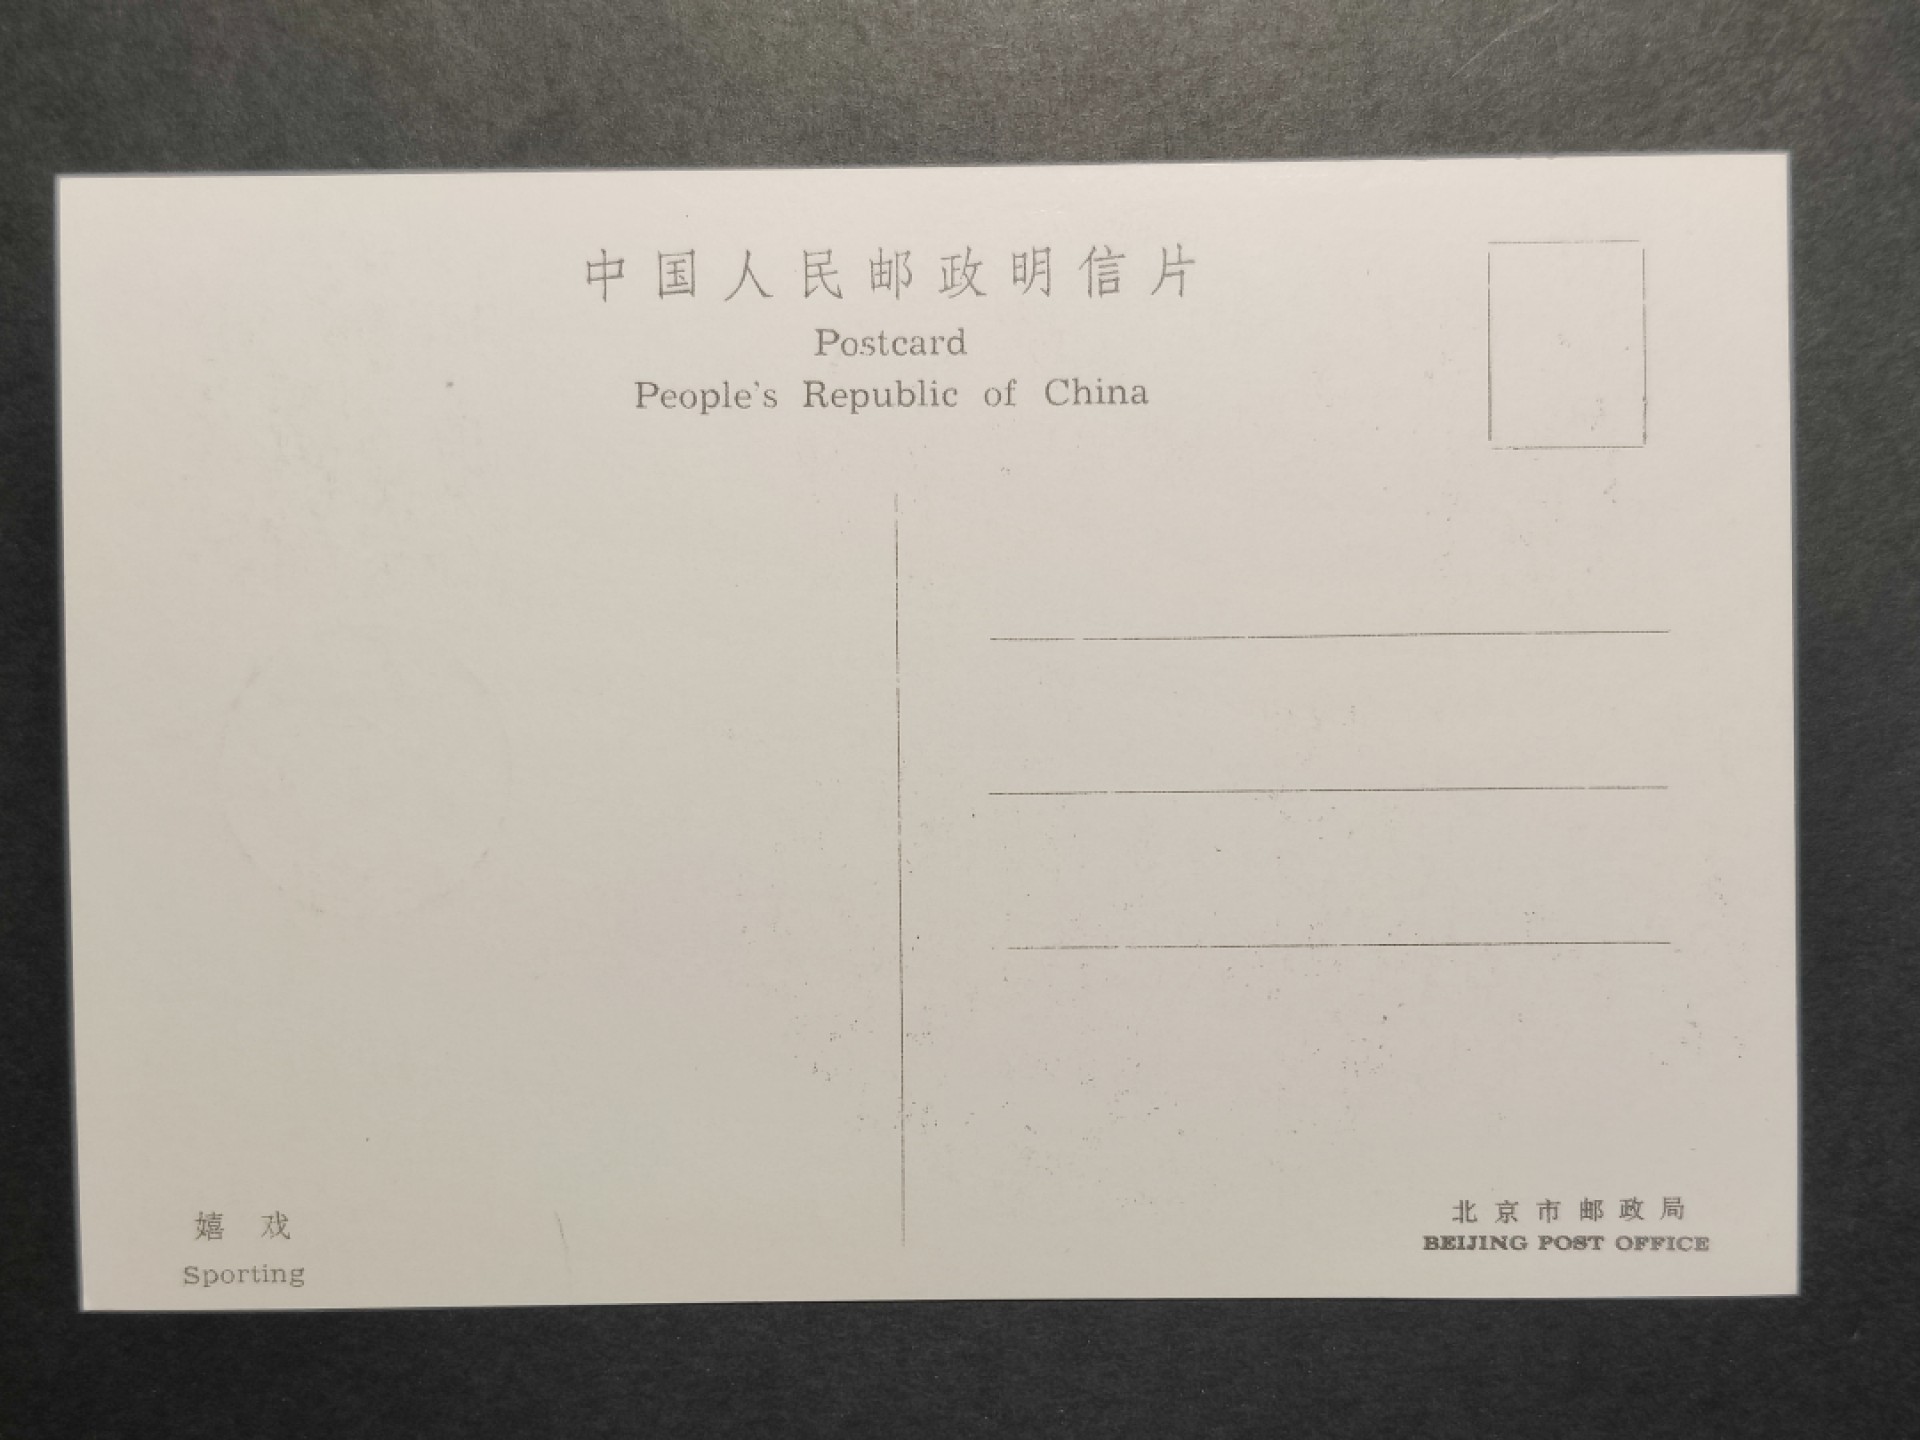 中国人民邮政明信片
Postcard
People's Republic of China
嬉戏
Sporting
北京市邮政局
BEIJING POST OFFICE